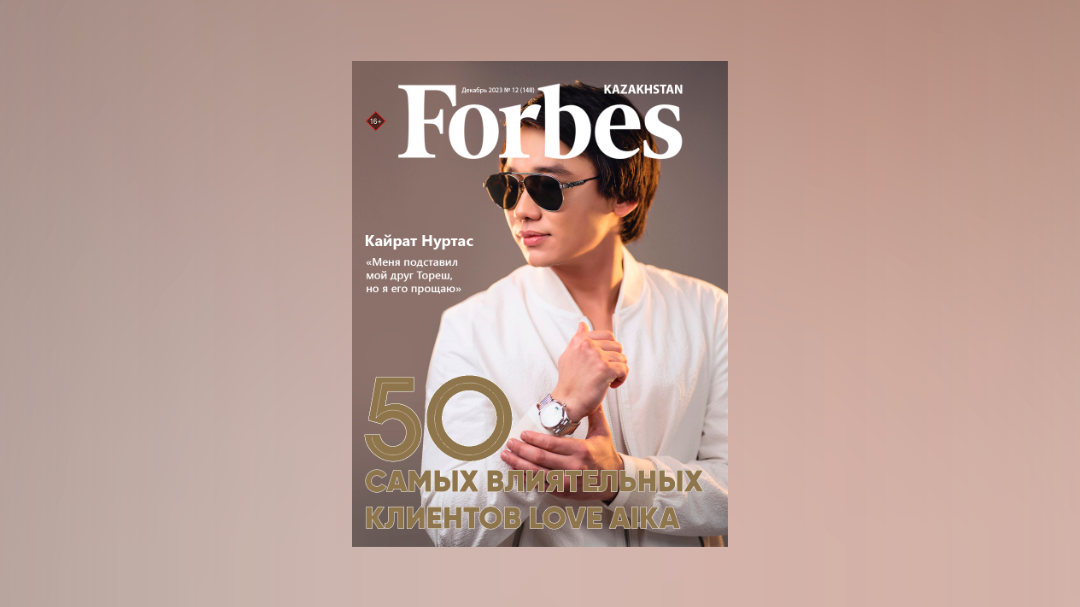 Декабрь 2023 № 12 (148)
KAZAKHSTAN
Forbes
16+
Кайрат Нуртас
«Меня подставил
мой друг Тореш,
но я его прощаю»
50
САМЫХ ВЛИЯТЕЛЬНЫХ
КЛИЕНТОВ LOVE AIKA